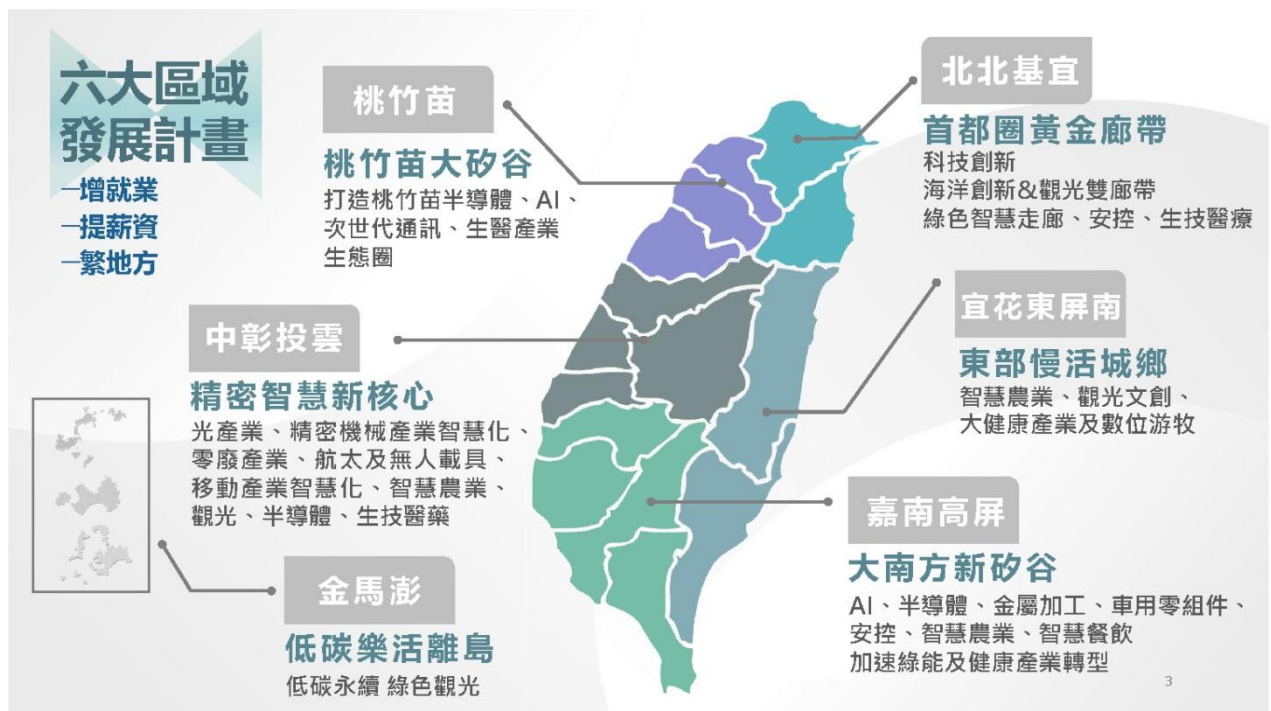 六大區域
發展計畫
－增就業
－提薪資
－繁地方
桃竹苗
桃竹苗大矽谷
打造桃竹苗半導體、AI、
次世代通訊、生醫產業
生態圈
北北基宜
首都圈黃金廊帶
科技創新
海洋創新&觀光雙廊帶
綠色智慧走廊、安控、生技醫療
中彰投雲
精密智慧新核心
光產業、精密機械產業智慧化、
零廢產業、航太及無人載具、
移動產業智慧化、智慧農業、
觀光、半導體、生技醫藥
宜花東屏南
東部慢活城鄉
智慧農業、觀光文創、
大健康產業及數位游牧
金馬澎
低碳樂活離島
低碳永續 綠色觀光
嘉南高屏
大南方新矽谷
AI、半導體、金屬加工、車用零組件、
安控、智慧農業、智慧餐飲
加速綠能及健康產業轉型
3